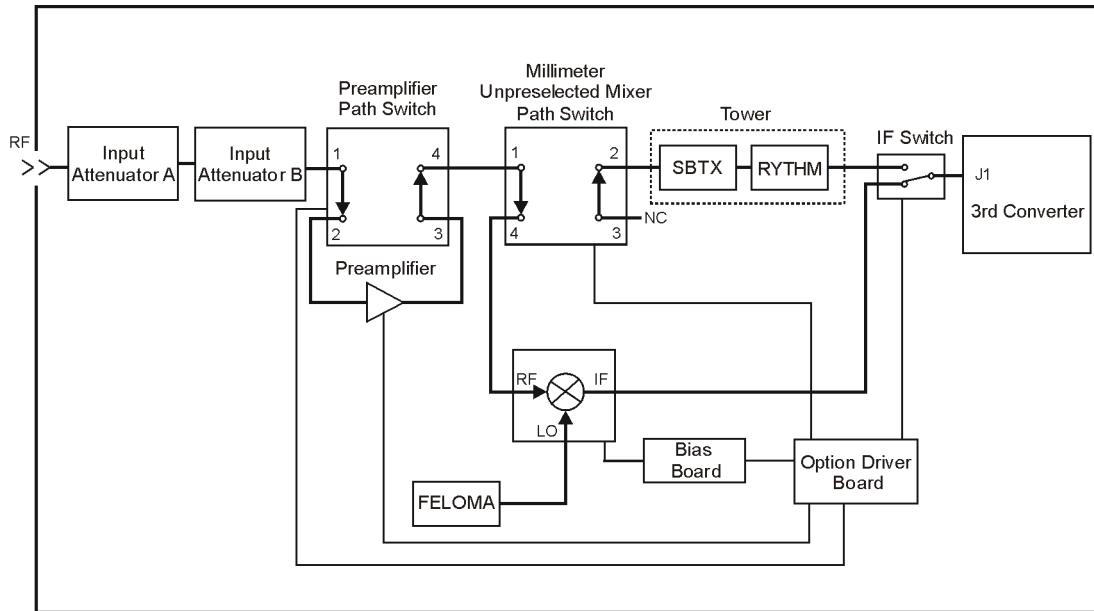 Millimeter
Unpreselected Mixer
Path Switch
Preamplifier
Path Switch
Tower
IF Switch
RF
Input
Attenuator A
Input
Attenuator B
1
4
2
3
1
2
4
3
SBTX
RYTHM
NC
J1
3rd Converter
Preamplifier
RF
IF
LO
Bias
Board
Option Driver
Board
FELOMA